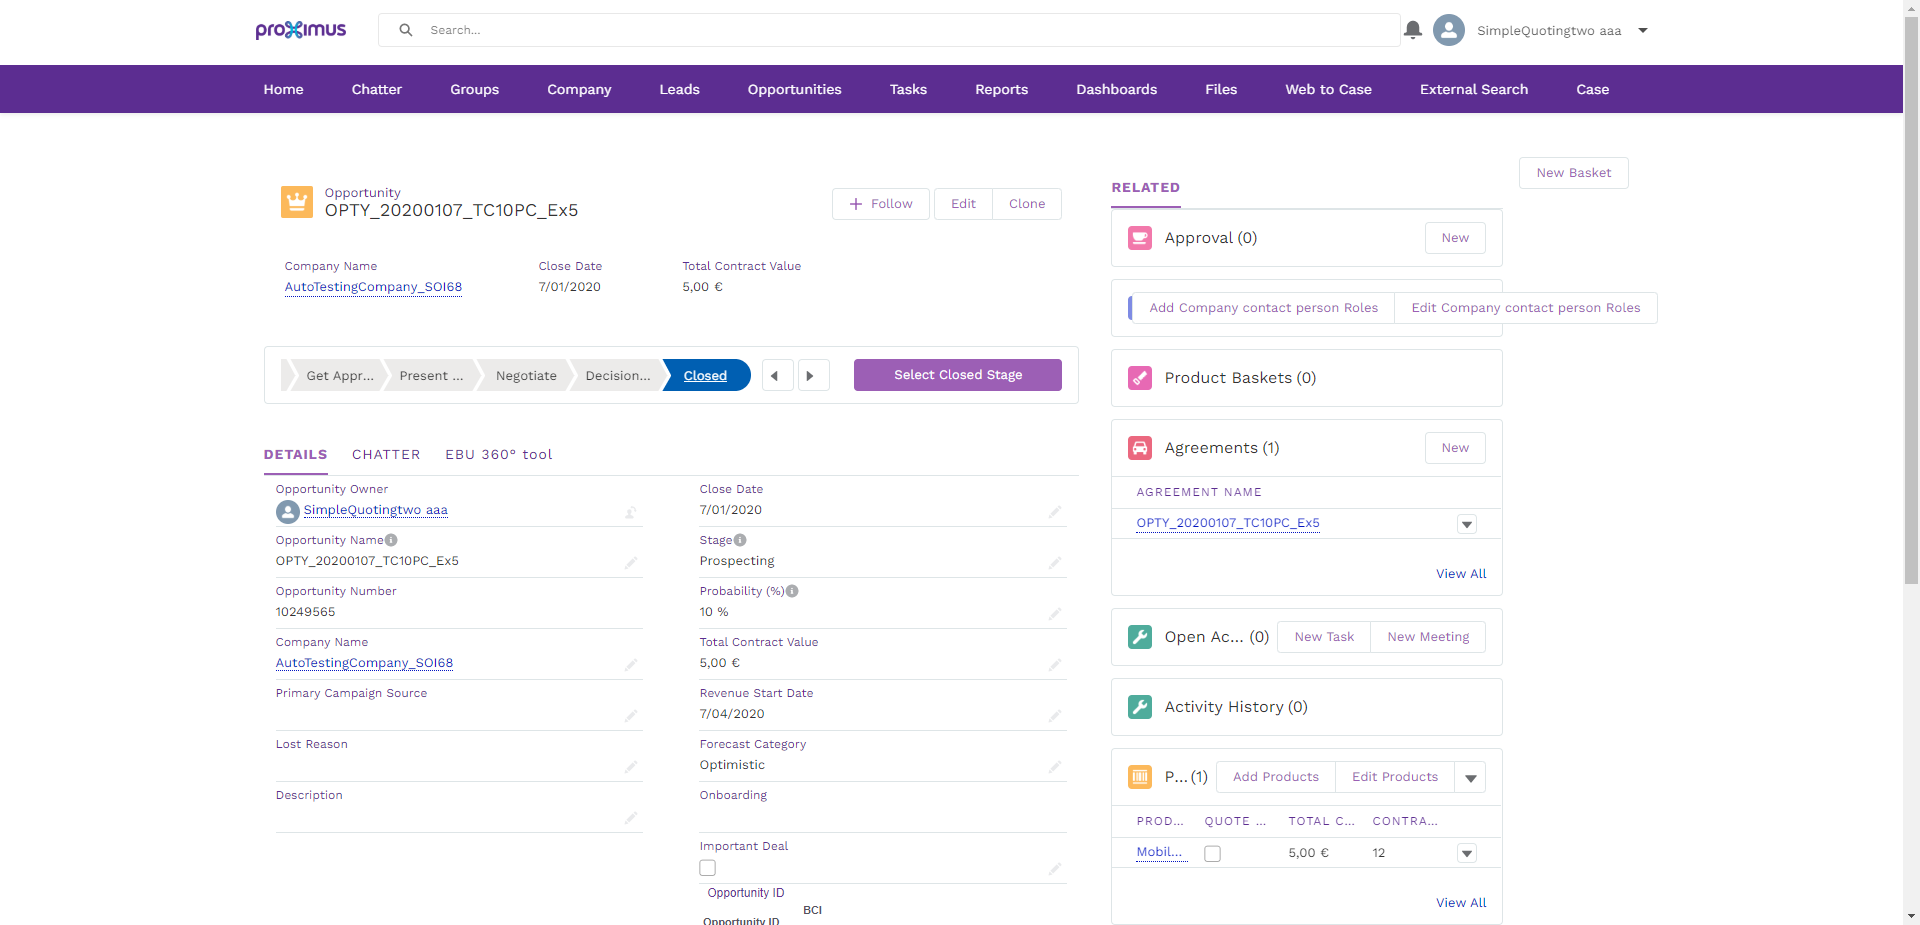 proximus
Search...
SimpleQuotingtwo aaa
Home Chatter Groups Company Leads Opportunities Tasks Reports Dashboards Files Web to Case External Search Case
Opportunity
OPTY_20200107_TC10PC_Ex5
Follow Edit Clone
Company Name Close Date Total Contract Value
AutoTestingCompany_SOI68 7/01/2020 5,00 €
Get Appr... Present ... Negotiate Decision... Closed
Select Closed Stage
DETAILS CHATTER EBU 360° tool
Opportunity Owner
SimpleQuotingtwo aaa
Opportunity Name
OPTY_20200107_TC10PC_Ex5
Opportunity Number
10249565
Company Name
AutoTestingCompany_SOI68
Primary Campaign Source
Lost Reason
Description
Close Date
7/01/2020
Stage
Prospecting
Probability (%)
10 %
Total Contract Value
5,00 €
Revenue Start Date
7/04/2020
Forecast Category
Optimistic
Onboarding
Important Deal
Opportunity ID
BCI
Opportunity ID
New Basket
RELATED
Approval (0) New
Add Company contact person Roles Edit Company contact person Roles
Product Baskets (0)
Agreements (1) New
AGREEMENT NAME
OPTY_20200107_TC10PC_Ex5
View All
Open Ac... (0) New Task New Meeting
Activity History (0)
P... (1) Add Products Edit Products
PROD... QUOTE ... TOTAL C... CONTRA...
Mobil... 5,00 € 12
View All